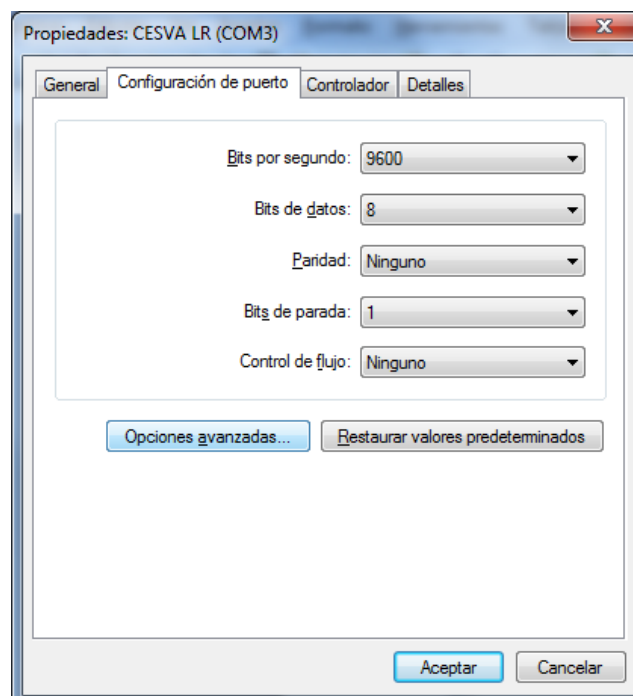 Propiedades: CESVA LR (COM3)
General Configuración de puerto Controlador Detalles
Bits por segundo: 9600
Bits de datos: 8
Paridad: Ninguno
Bits de parada: 1
Control de flujo: Ninguno
Opciones avanzadas... Restaurar valores predeterminados
Aceptar Cancelar